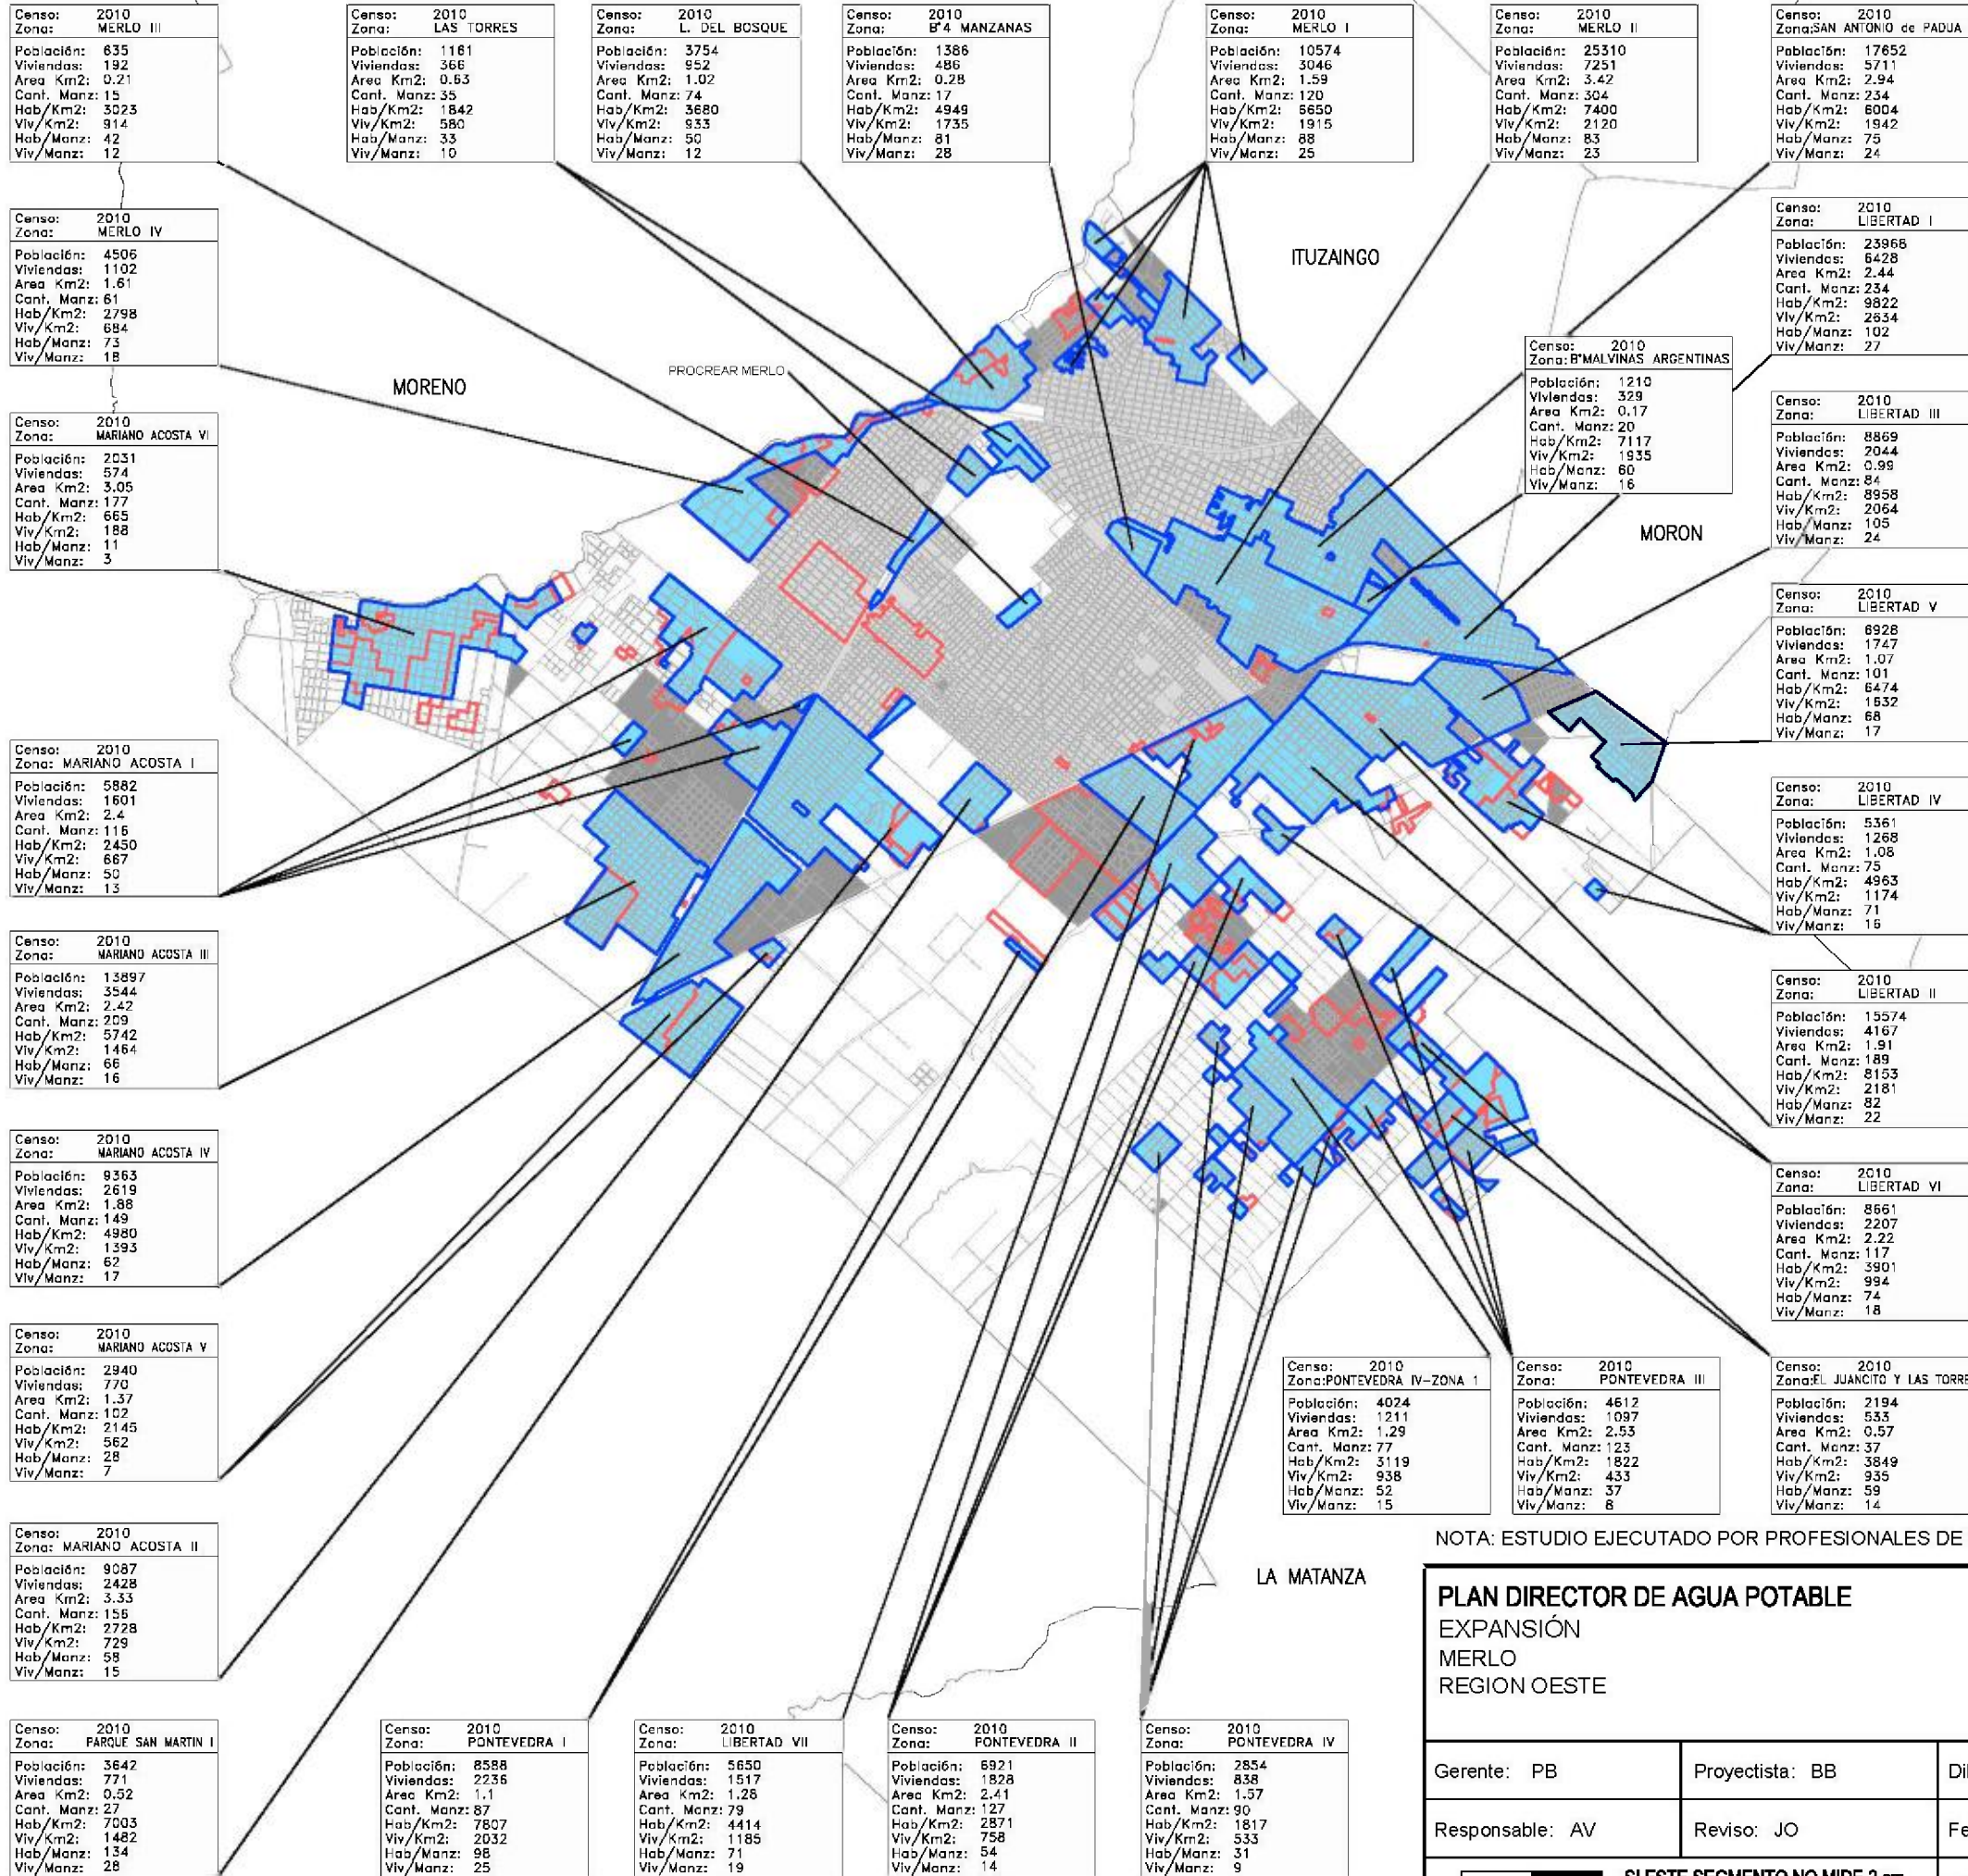 Censo: 2010
Zona: MERLO III
Población: 635
Viviendas: 192
Area Km2: 0.21
Cant. Manz: 15
Hab/Km2: 3023
Viv/Km2: 914
Hab/Manz: 42
Viv/Manz: 12
Censo: 2010
Zona: LAS TORRES
Población: 1161
Viviendas: 366
Area Km2: 0.63
Cant. Manz: 35
Hab/Km2: 1842
Viv/Km2: 580
Hab/Manz: 33
Viv/Manz: 10
Censo: 2010
Zona: L. DEL BOSQUE
Población: 3754
Viviendas: 952
Area Km2: 1.02
Cant. Manz: 74
Hab/Km2: 3680
Viv/Km2: 933
Hab/Manz: 50
Viv/Manz: 12
Censo: 2010
Zona: B°4 MANZANAS
Población: 1386
Viviendas: 486
Area Km2: 0.28
Cant. Manz: 17
Hab/Km2: 4949
Viv/Km2: 1735
Hab/Manz: 81
Viv/Manz: 28
Censo: 2010
Zona: MERLO I
Población: 10574
Viviendas: 3046
Area Km2: 1.59
Cant. Manz: 120
Hab/Km2: 6650
Viv/Km2: 1915
Hab/Manz: 88
Viv/Manz: 25
Censo: 2010
Zona: MERLO II
Población: 25310
Viviendas: 7251
Area Km2: 3.42
Cant. Manz: 304
Hab/Km2: 7400
Viv/Km2: 2120
Hab/Manz: 83
Viv/Manz: 23
Censo: 2010
Zona:SAN ANTONIO de PADUA
Población: 17652
Viviendas: 5711
Area Km2: 2.94
Cant. Manz: 234
Hab/Km2: 6004
Viv/Km2: 1942
Hab/Manz: 75
Viv/Manz: 24
Censo: 2010
Zona: MERLO IV
Población: 4506
Viviendas: 1102
Area Km2: 1.61
Cant. Manz: 61
Hab/Km2: 2798
Viv/Km2: 684
Hab/Manz: 73
Viv/Manz: 18
Censo: 2010
Zona: LIBERTAD I
Población: 23968
Viviendas: 6428
Area Km2: 2.44
Cant. Manz: 234
Hab/Km2: 9822
Viv/Km2: 2634
Hab/Manz: 102
Viv/Manz: 27
ITUZAINGO
Censo: 2010
Zona: B°MALVINAS ARGENTINAS
Población: 1210
Viviendas: 329
Area Km2: 0.17
Cant. Manz: 20
Hab/Km2: 7117
Viv/Km2: 1935
Hab/Manz: 60
Viv/Manz: 16
PROCREAR MERLO
MORENO
MORON
Censo: 2010
Zona: MARIANO ACOSTA VI
Población: 2031
Viviendas: 574
Area Km2: 3.05
Cant. Manz: 177
Hab/Km2: 665
Viv/Km2: 188
Hab/Manz: 11
Viv/Manz: 3
Censo: 2010
Zona: LIBERTAD III
Población: 8869
Viviendas: 2044
Area Km2: 0.99
Cant. Manz: 84
Hab/Km2: 8958
Viv/Km2: 2064
Hab/Manz: 105
Viv/Manz: 24
Censo: 2010
Zona: LIBERTAD V
Población: 6928
Viviendas: 1747
Area Km2: 1.07
Cant. Manz: 101
Hab/Km2: 6474
Viv/Km2: 1632
Hab/Manz: 68
Viv/Manz: 17
Censo: 2010
Zona: MARIANO ACOSTA I
Población: 5882
Viviendas: 1601
Area Km2: 2.4
Cant. Manz: 116
Hab/Km2: 2450
Viv/Km2: 667
Hab/Manz: 50
Viv/Manz: 13
Censo: 2010
Zona: LIBERTAD IV
Población: 5361
Viviendas: 1268
Area Km2: 1.08
Cant. Manz: 75
Hab/Km2: 4963
Viv/Km2: 1174
Hab/Manz: 71
Viv/Manz: 16
Censo: 2010
Zona: MARIANO ACOSTA III
Población: 13897
Viviendas: 3544
Area Km2: 2.42
Cant. Manz: 209
Hab/Km2: 5742
Viv/Km2: 1464
Hab/Manz: 66
Viv/Manz: 16
Censo: 2010
Zona: LIBERTAD II
Población: 15574
Viviendas: 4167
Area Km2: 1.91
Cant. Manz: 189
Hab/Km2: 8153
Viv/Km2: 2181
Hab/Manz: 82
Viv/Manz: 22
Censo: 2010
Zona: MARIANO ACOSTA IV
Población: 9363
Viviendas: 2619
Area Km2: 1.88
Cant. Manz: 149
Hab/Km2: 4980
Viv/Km2: 1393
Hab/Manz: 62
Viv/Manz: 17
Censo: 2010
Zona: LIBERTAD VI
Población: 8661
Viviendas: 2207
Area Km2: 2.22
Cant. Manz: 117
Hab/Km2: 3901
Viv/Km2: 994
Hab/Manz: 74
Viv/Manz: 18
Censo: 2010
Zona: MARIANO ACOSTA V
Población: 2940
Viviendas: 770
Area Km2: 1.37
Cant. Manz: 102
Hab/Km2: 2145
Viv/Km2: 562
Hab/Manz: 28
Viv/Manz: 7
Censo: 2010
Zona:PONTEVEDRA IV-ZONA 1
Población: 4024
Viviendas: 1211
Area Km2: 1.29
Cant. Manz: 77
Hab/Km2: 3119
Viv/Km2: 938
Hab/Manz: 52
Viv/Manz: 15
Censo: 2010
Zona: PONTEVEDRA III
Población: 4612
Viviendas: 1097
Area Km2: 2.53
Cant. Manz: 123
Hab/Km2: 1822
Viv/Km2: 433
Hab/Manz: 37
Viv/Manz: 8
Censo: 2010
Zona:EL JUANCITO Y LAS TORRE
Población: 2194
Viviendas: 533
Area Km2: 0.57
Cant. Manz: 37
Hab/Km2: 3849
Viv/Km2: 935
Hab/Manz: 59
Viv/Manz: 14
Censo: 2010
Zona: MARIANO ACOSTA II
Población: 9087
Viviendas: 2428
Area Km2: 3.33
Cant. Manz: 156
Hab/Km2: 2728
Viv/Km2: 729
Hab/Manz: 58
Viv/Manz: 15
LA MATANZA
NOTA: ESTUDIO EJECUTADO POR PROFESIONALES DE
PLAN DIRECTOR DE AGUA POTABLE
EXPANSIÓN
MERLO
REGION OESTE
Censo: 2010
Zona: PARQUE SAN MARTIN I
Población: 3642
Viviendas: 771
Area Km2: 0.52
Cant. Manz: 27
Hab/Km2: 7003
Viv/Km2: 1482
Hab/Manz: 134
Viv/Manz: 28
Censo: 2010
Zona: PONTEVEDRA I
Población: 8588
Viviendas: 2236
Area Km2: 1.1
Cant. Manz: 87
Hab/Km2: 7807
Viv/Km2: 2032
Hab/Manz: 98
Viv/Manz: 25
Censo: 2010
Zona: LIBERTAD VII
Población: 5650
Viviendas: 1517
Area Km2: 1.28
Cant. Manz: 79
Hab/Km2: 4414
Viv/Km2: 1185
Hab/Manz: 71
Viv/Manz: 19
Censo: 2010
Zona: PONTEVEDRA II
Población: 6921
Viviendas: 1828
Area Km2: 2.41
Cant. Manz: 127
Hab/Km2: 2871
Viv/Km2: 758
Hab/Manz: 54
Viv/Manz: 14
Censo: 2010
Zona: PONTEVEDRA IV
Población: 2854
Viviendas: 838
Area Km2: 1.57
Cant. Manz: 90
Hab/Km2: 1817
Viv/Km2: 533
Hab/Manz: 31
Viv/Manz: 9
Gerente: PB
Proyectista: BB
Responsable: AV
Reviso: JO